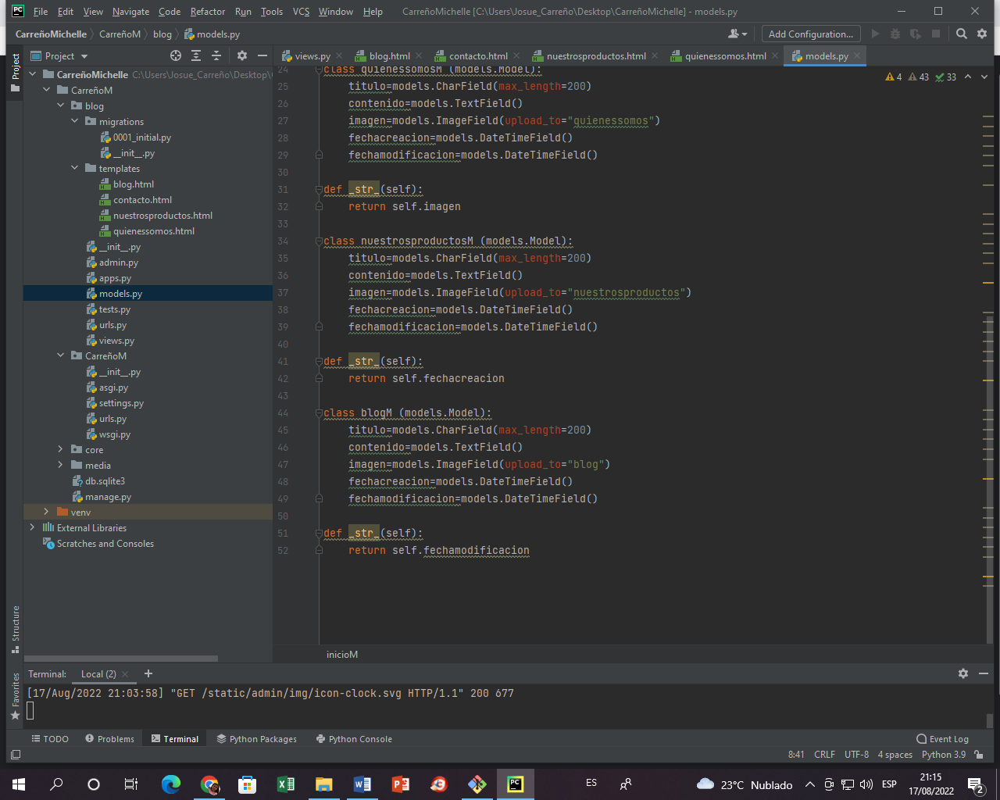 File Edit View Navigate Code Refactor Run Tools VCS Window Help CarreñoMichelle [C:\Users\Josue_Carreño\Desktop\CarreñoMichelle] - models.py
CarreñoMichelle CarreñoM blog models.py
Add Configuration...
Project
Project
views.py blog.html contacto.html nuestrosproductos.html quienessomos.html models.py
CarreñoMichelle C:\Users\Josue_Carreño\Desktop\
CarreñoM
blog
migrations
0001_initial.py
__init__.py
templates
blog.html
contacto.html
nuestrosproductos.html
quienessomos.html
__init__.py
admin.py
apps.py
models.py
tests.py
urls.py
views.py
CarreñoM
__init__.py
asgi.py
settings.py
urls.py
wsgi.py
core
media
db.sqlite3
manage.py
venv
External Libraries
Scratches and Consoles
4 43 33
24 class quienessomosM (models.Model):
25 titulo=models.CharField(max_length=200)
26 contenido=models.TextField()
27 imagen=models.ImageField(upload_to="quienessomos")
28 fechacreacion=models.DateTimeField()
29 fechamodificacion=models.DateTimeField()
30
31 def _str_(self):
32 return self.imagen
33
34 class nuestrosproductosM (models.Model):
35 titulo=models.CharField(max_length=200)
36 contenido=models.TextField()
37 imagen=models.ImageField(upload_to="nuestrosproductos")
38 fechacreacion=models.DateTimeField()
39 fechamodificacion=models.DateTimeField()
40
41 def _str_(self):
42 return self.fechacreacion
43
44 class blogM (models.Model):
45 titulo=models.CharField(max_length=200)
46 contenido=models.TextField()
47 imagen=models.ImageField(upload_to="blog")
48 fechacreacion=models.DateTimeField()
49 fechamodificacion=models.DateTimeField()
50
51 def _str_(self):
52 return self.fechamodificacion
inicioM
Structure
Favorites
Terminal: Local (2)
[17/Aug/2022 21:03:58] "GET /static/admin/img/icon-clock.svg HTTP/1.1" 200 677
TODO Problems Terminal Python Packages Python Console Event Log
8:41 CRLF UTF-8 4 spaces Python 3.9
ES 23°C Nublado ESP 21:15
17/08/2022
2